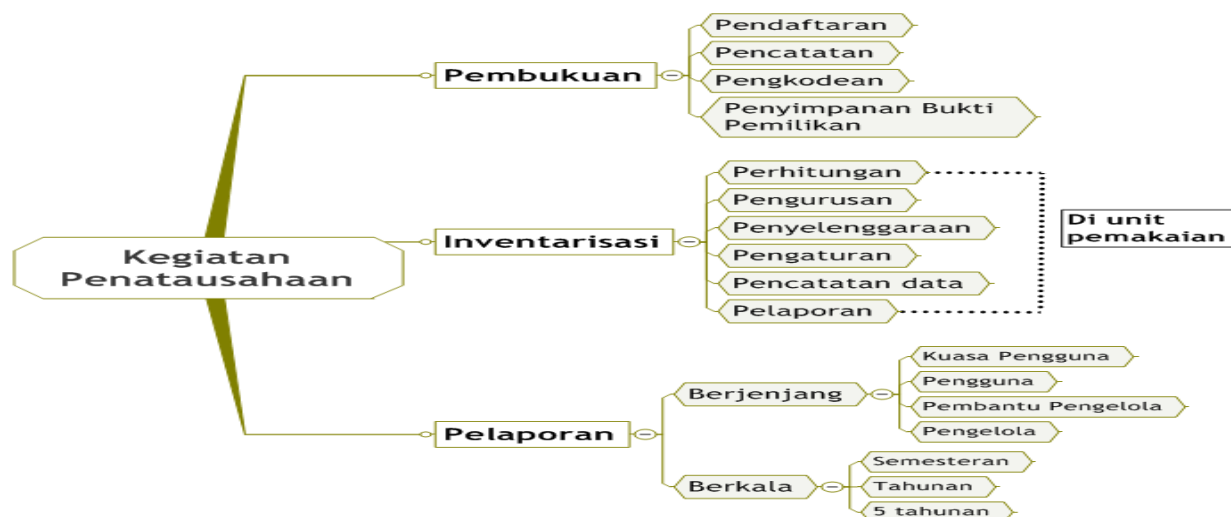 Kegiatan
Penatausahaan
Pembukuan
Pendaftaran
Pencatatan
Pengkodean
Penyimpanan Bukti
Pemilikan
Inventarisasi
Perhitungan
Pengurusan
Penyelenggaraan
Pengaturan
Pencatatan data
Pelaporan
Di unit
pemakaian
Pelaporan
Berjenjang
Kuasa Pengguna
Pengguna
Pembantu Pengelola
Pengelola
Berkala
Semesteran
Tahunan
5 tahunan